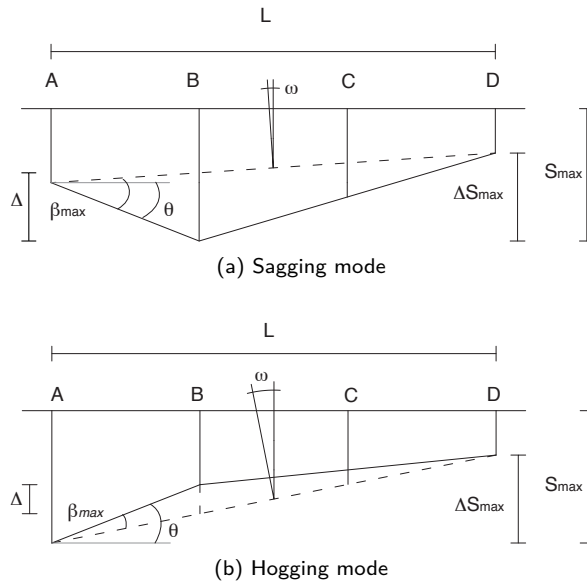 L
A B C D
ω
Δ
βmax
θ
ΔSmax
Smax
(a) Sagging mode
L
A B C D
ω
Δ
βmax
θ
ΔSmax
Smax
(b) Hogging mode